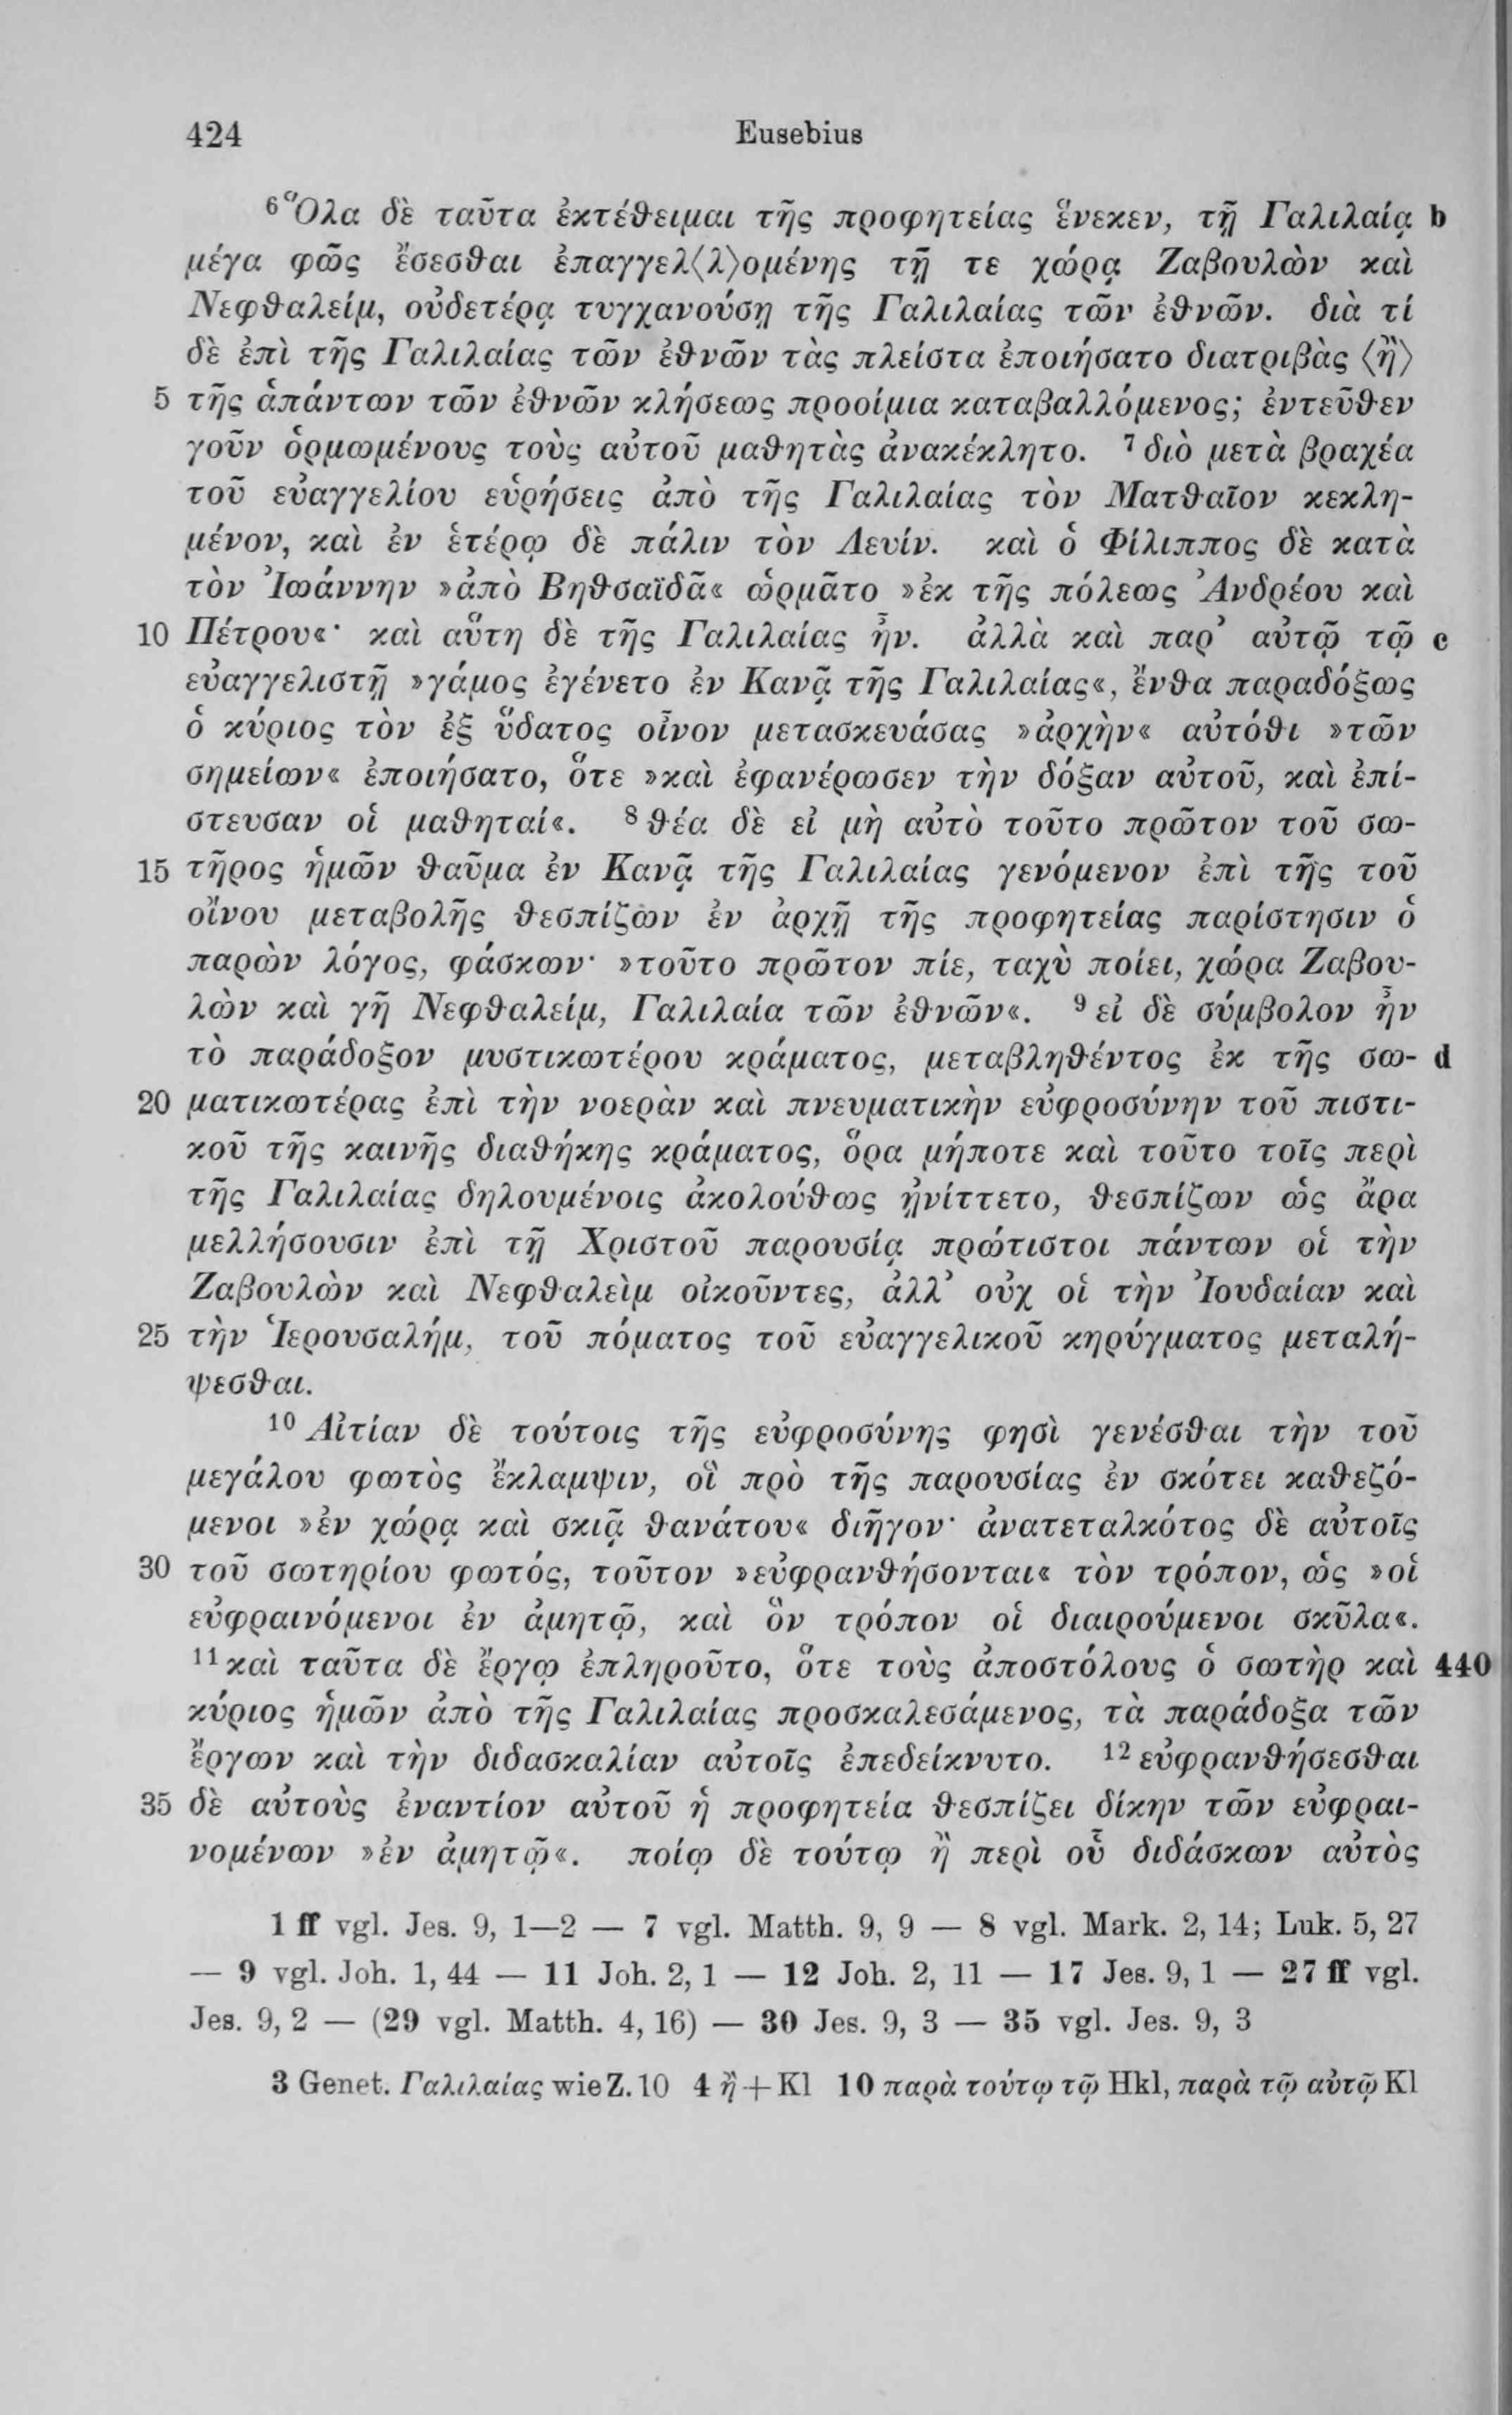 424 Eusebius
⁶Ὅλα δὲ ταῦτα ἐκτέθειμαι τῆς προφητείας ἕνεκεν, τῇ Γαλιλαίᾳ b
μέγα φῶς ἔσεσθαι ἐπαγγελ⟨λ⟩ομένης τῇ τε χώρᾳ Ζαβουλὼν καὶ
Νεφθαλείμ, οὐδετέρᾳ τυγχανούσῃ τῆς Γαλιλαίας τῶν ἐθνῶν. διὰ τί
δὲ ἐπὶ τῆς Γαλιλαίας τῶν ἐθνῶν τὰς πλείστα ἐποιήσατο διατριβὰς ⟨ἢ⟩
5 τῆς ἁπάντων τῶν ἐθνῶν κλήσεως προοίμια καταβαλλόμενος; ἐντεῦθεν
γοῦν ὁρμωμένους τοὺς αὐτοῦ μαθητὰς ἀνακέκλητο. ⁷διὸ μετὰ βραχέα
τοῦ εὐαγγελίου εὑρήσεις ἀπὸ τῆς Γαλιλαίας τὸν Ματθαῖον κεκλη-
μένον, καὶ ἐν ἑτέρῳ δὲ πάλιν τὸν Λευίν. καὶ ὁ Φίλιππος δὲ κατὰ
τὸν Ἰωάννην »ἀπὸ Βηθσαϊδᾶ« ὡρμᾶτο »ἐκ τῆς πόλεως Ἀνδρέου καὶ
10 Πέτρου«· καὶ αὕτη δὲ τῆς Γαλιλαίας ἦν. ἀλλὰ καὶ παρ’ αὐτῷ τῷ c
εὐαγγελιστῇ »γάμος ἐγένετο ἐν Κανᾷ τῆς Γαλιλαίας«, ἔνθα παραδόξως
ὁ κύριος τὸν ἐξ ὕδατος οἶνον μετασκευάσας »ἀρχὴν« αὐτόθι »τῶν
σημείων« ἐποιήσατο, ὅτε »καὶ ἐφανέρωσεν τὴν δόξαν αὐτοῦ, καὶ ἐπί-
στευσαν οἱ μαθηταί«. ⁸θέα δὲ εἰ μὴ αὐτὸ τοῦτο πρῶτον τοῦ σω-
15 τῆρος ἡμῶν θαῦμα ἐν Κανᾷ τῆς Γαλιλαίας γενόμενον ἐπὶ τῆς τοῦ
οἴνου μεταβολῆς θεσπίζων ἐν ἀρχῇ τῆς προφητείας παρίστησιν ὁ
παρὼν λόγος, φάσκων· »τοῦτο πρῶτον πίε, ταχὺ ποίει, χώρα Ζαβου-
λὼν καὶ γῆ Νεφθαλείμ, Γαλιλαία τῶν ἐθνῶν«. ⁹εἰ δὲ σύμβολον ἦν
τὸ παράδοξον μυστικωτέρου κράματος, μεταβληθέντος ἐκ τῆς σω- d
20 ματικωτέρας ἐπὶ τὴν νοερὰν καὶ πνευματικὴν εὐφροσύνην τοῦ πιστι-
κοῦ τῆς καινῆς διαθήκης κράματος, ὅρα μήποτε καὶ τοῦτο τοῖς περὶ
τῆς Γαλιλαίας δηλουμένοις ἀκολούθως ᾐνίττετο, θεσπίζων ὡς ἄρα
μελλήσουσιν ἐπὶ τῇ Χριστοῦ παρουσίᾳ πρώτιστοι πάντων οἱ τὴν
Ζαβουλὼν καὶ Νεφθαλεὶμ οἰκοῦντες, ἀλλ’ οὐχ οἱ τὴν Ἰουδαίαν καὶ
25 τὴν Ἱερουσαλήμ, τοῦ πόματος τοῦ εὐαγγελικοῦ κηρύγματος μεταλή-
ψεσθαι.
¹⁰Αἰτίαν δὲ τούτοις τῆς εὐφροσύνης φησὶ γενέσθαι τὴν τοῦ
μεγάλου φωτὸς ἔκλαμψιν, οἳ πρὸ τῆς παρουσίας ἐν σκότει καθεζό-
μενοι »ἐν χώρᾳ καὶ σκιᾷ θανάτου« διῆγον· ἀνατεταλκότος δὲ αὐτοῖς
30 τοῦ σωτηρίου φωτός, τοῦτον »εὐφρανθήσονται« τὸν τρόπον, ὡς »οἱ
εὐφραινόμενοι ἐν ἀμητῷ, καὶ ὃν τρόπον οἱ διαιρούμενοι σκῦλα«.
¹¹καὶ ταῦτα δὲ ἔργῳ ἐπληροῦτο, ὅτε τοὺς ἀποστόλους ὁ σωτὴρ καὶ 440
κύριος ἡμῶν ἀπὸ τῆς Γαλιλαίας προσκαλεσάμενος, τὰ παράδοξα τῶν
ἔργων καὶ τὴν διδασκαλίαν αὐτοῖς ἐπεδείκνυτο. ¹²εὐφρανθήσεσθαι
35 δὲ αὐτοὺς ἐναντίον αὐτοῦ ἡ προφητεία θεσπίζει δίκην τῶν εὐφραι-
νομένων »ἐν ἀμητῷ«. ποίῳ δὲ τούτῳ ἢ περὶ οὗ διδάσκων αὐτὸς
1 ff vgl. Jes. 9, 1—2 — 7 vgl. Matth. 9, 9 — 8 vgl. Mark. 2, 14; Luk. 5, 27
— 9 vgl. Joh. 1, 44 — 11 Joh. 2, 1 — 12 Joh. 2, 11 — 17 Jes. 9, 1 — 27 ff vgl.
Jes. 9, 2 — (29 vgl. Matth. 4, 16) — 30 Jes. 9, 3 — 35 vgl. Jes. 9, 3
3 Genet. Γαλιλαίας wie Z. 10 4 ἢ + Kl 10 παρὰ τούτῳ τῷ Hkl, παρὰ τῷ αὐτῷ Kl